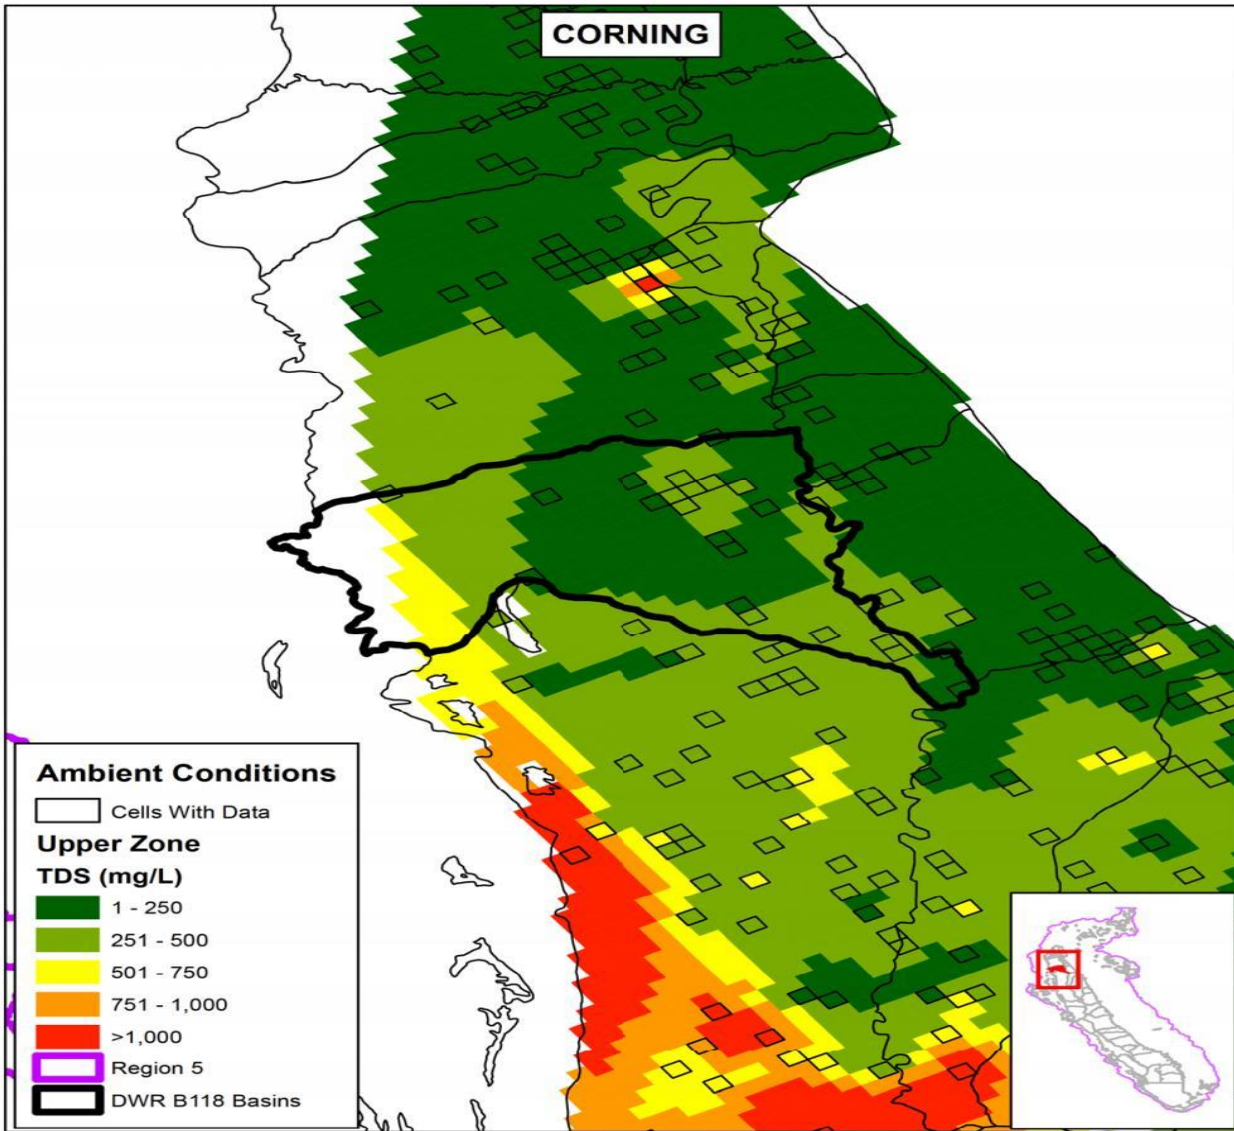 CORNING
Ambient Conditions
Cells With Data
Upper Zone
TDS (mg/L)
1 - 250
251 - 500
501 - 750
751 - 1,000
>1,000
Region 5
DWR B118 Basins